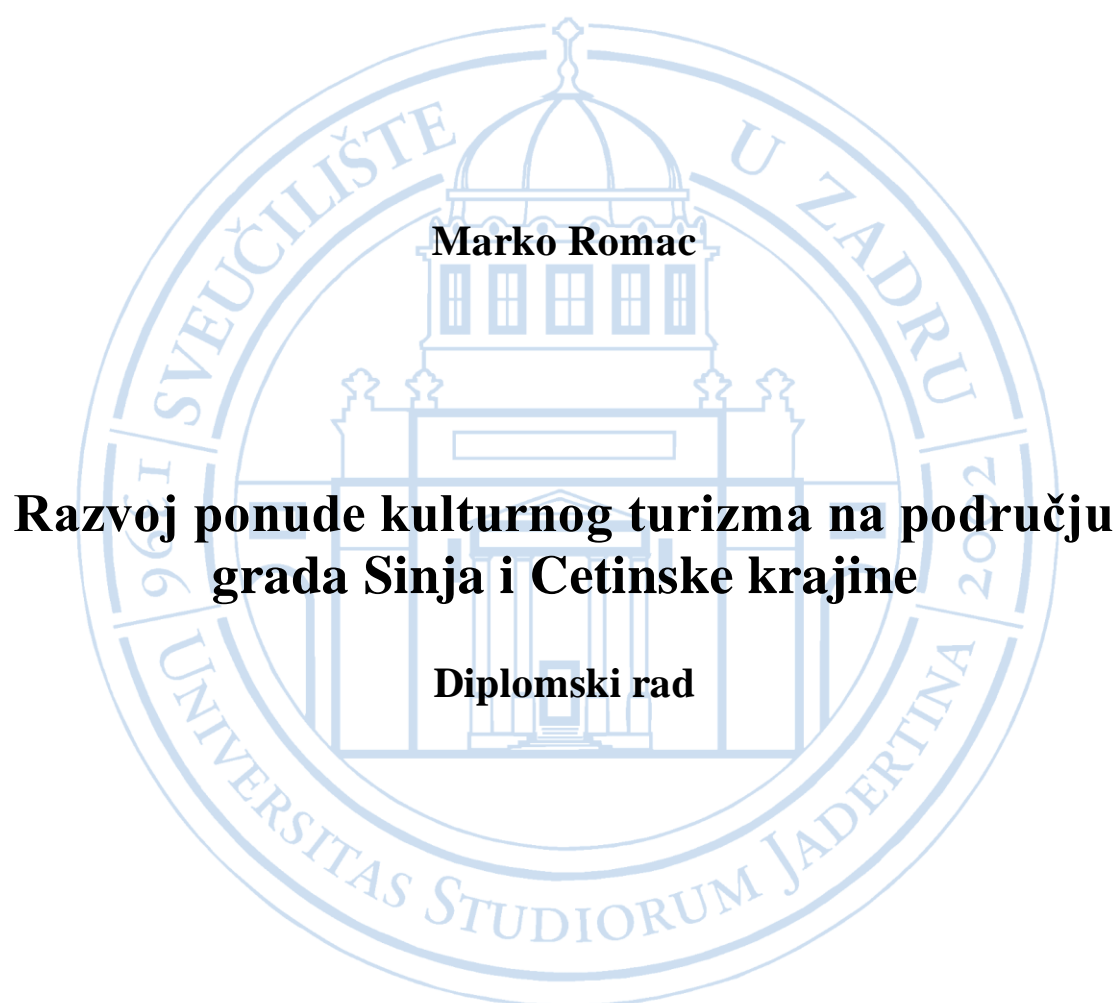 Marko Romac
Razvoj ponude kulturnog turizma na području
grada Sinja i Cetinske krajine
Diplomski rad
SVEUČILIŠTE U ZADRU
1396
2002
UNIVERSITAS STUDIORUM JADERTINA